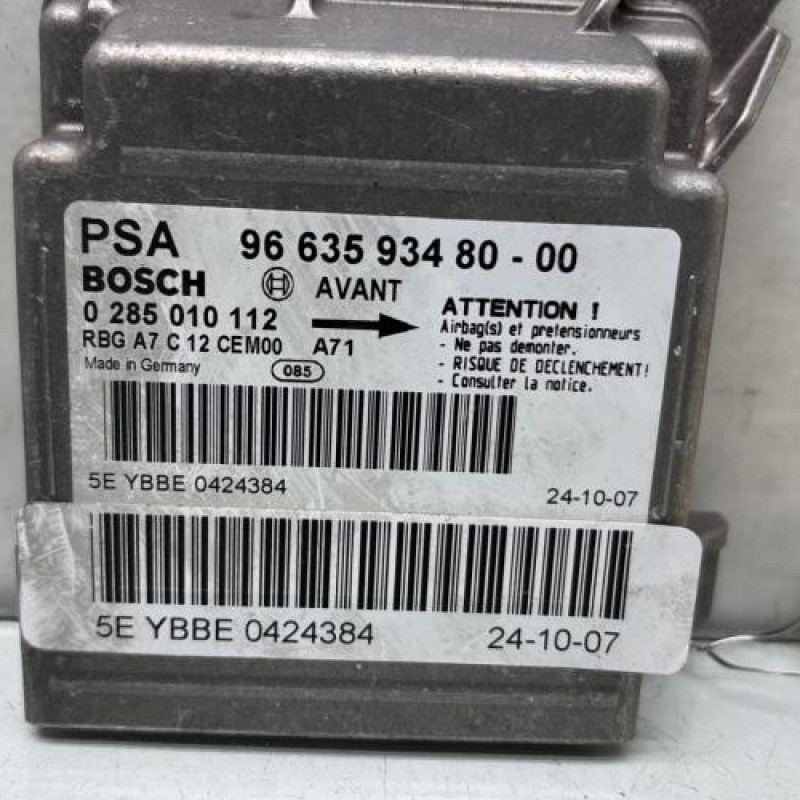 PSA 96 635 934 80 - 00
BOSCH AVANT
0 285 010 112
RBG A7 C 12 CEM00 A71
Made in Germany
085
ATTENTION !
Airbag(s) et pretensionneurs
- Ne pas demonter.
- RISQUE DE DECLENCHEMENT!
- Consulter la notice.
5E YBBE 0424384 24-10-07
5E YBBE 0424384 24-10-07